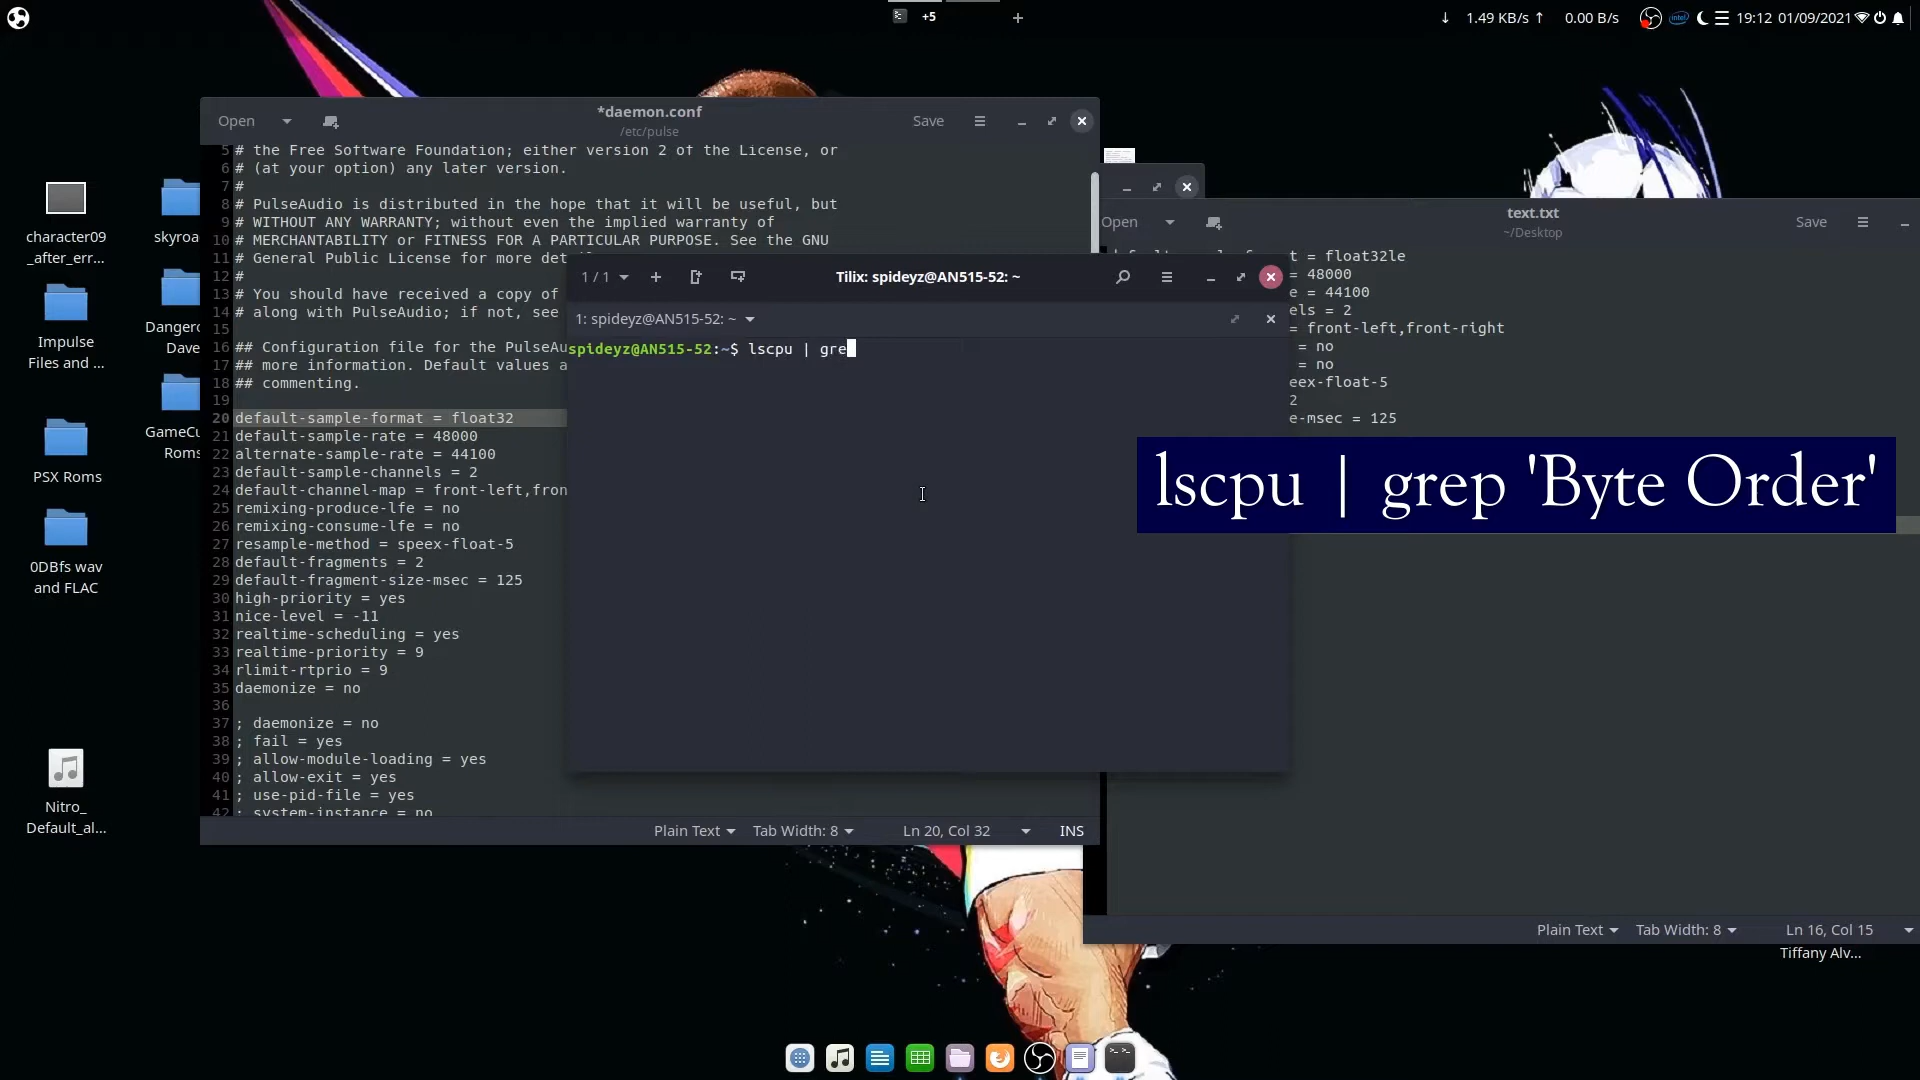 +5
+
↓ 1.49 KB/s ↑ 0.00 B/s
intel
19:12 01/09/2021
character09
_after_err...
Impulse
Files and ...
PSX Roms
0DBfs wav
and FLAC
Nitro_
Default_al...
skyroa
Dangero
Dave
GameCu
Roms
Open
*daemon.conf
/etc/pulse
Save
5 # the Free Software Foundation; either version 2 of the License, or
6 # (at your option) any later version.
7 #
8 # PulseAudio is distributed in the hope that it will be useful, but
9 # WITHOUT ANY WARRANTY; without even the implied warranty of
10 # MERCHANTABILITY or FITNESS FOR A PARTICULAR PURPOSE. See the GNU
11 # General Public License for more det
12 #
13 # You should have received a copy of
14 # along with PulseAudio; if not, see
15
16 ## Configuration file for the PulseAu
17 ## more information. Default values a
18 ## commenting.
19
20 default-sample-format = float32
21 default-sample-rate = 48000
22 alternate-sample-rate = 44100
23 default-sample-channels = 2
24 default-channel-map = front-left,fron
25 remixing-produce-lfe = no
26 remixing-consume-lfe = no
27 resample-method = speex-float-5
28 default-fragments = 2
29 default-fragment-size-msec = 125
30 high-priority = yes
31 nice-level = -11
32 realtime-scheduling = yes
33 realtime-priority = 9
34 rlimit-rtprio = 9
35 daemonize = no
36
37 ; daemonize = no
38 ; fail = yes
39 ; allow-module-loading = yes
40 ; allow-exit = yes
41 ; use-pid-file = yes
42 ; system-instance = no
Plain Text Tab Width: 8 Ln 20, Col 32 INS
1 / 1
Tilix: spideyz@AN515-52: ~
1: spideyz@AN515-52: ~
spideyz@AN515-52:~$ lscpu | gre
Open
text.txt
~/Desktop
Save
t = float32le
= 48000
e = 44100
els = 2
= front-left,front-right
= no
= no
eex-float-5
2
e-msec = 125
lscpu | grep 'Byte Order'
Plain Text Tab Width: 8 Ln 16, Col 15
Tiffany Alv...